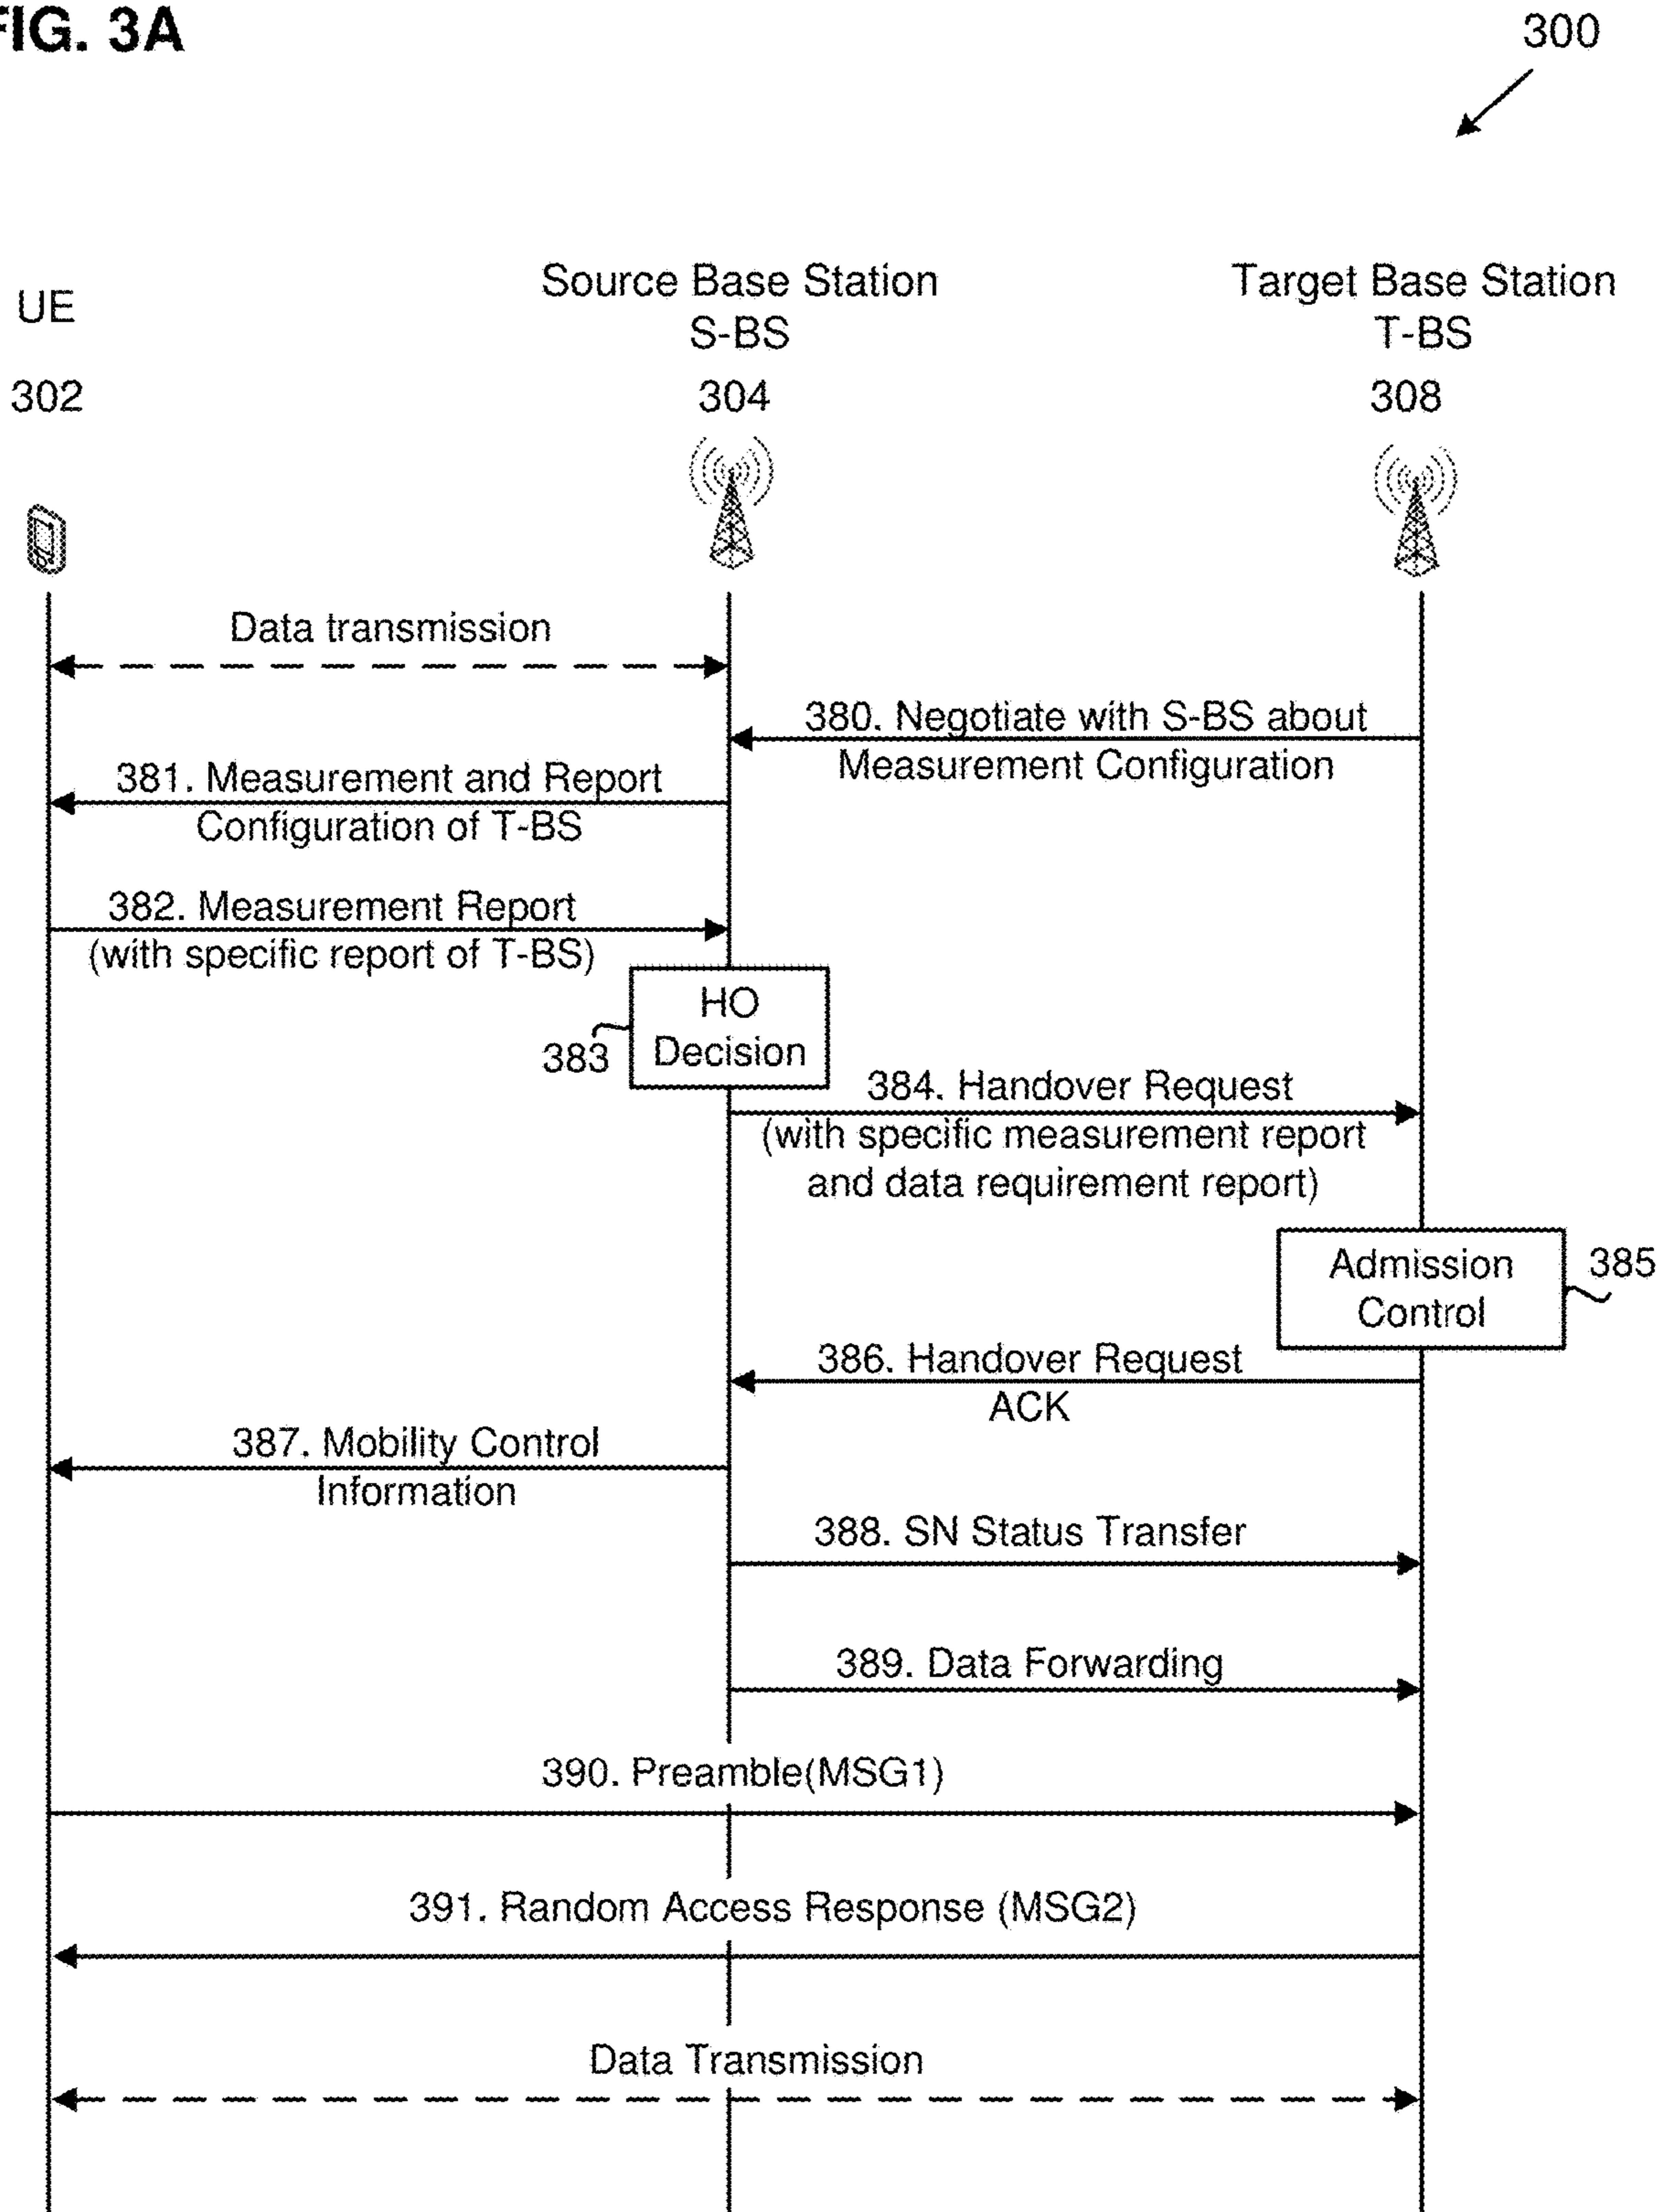 FIG. 3A
300
UE
302
Source Base Station
S-BS
304
Target Base Station
T-BS
308
Data transmission
380. Negotiate with S-BS about
Measurement Configuration
381. Measurement and Report
Configuration of T-BS
382. Measurement Report
(with specific report of T-BS)
HO
Decision
383
384. Handover Request
(with specific measurement report
and data requirement report)
Admission
Control
385
386. Handover Request
ACK
387. Mobility Control
Information
388. SN Status Transfer
389. Data Forwarding
390. Preamble(MSG1)
391. Random Access Response (MSG2)
Data Transmission